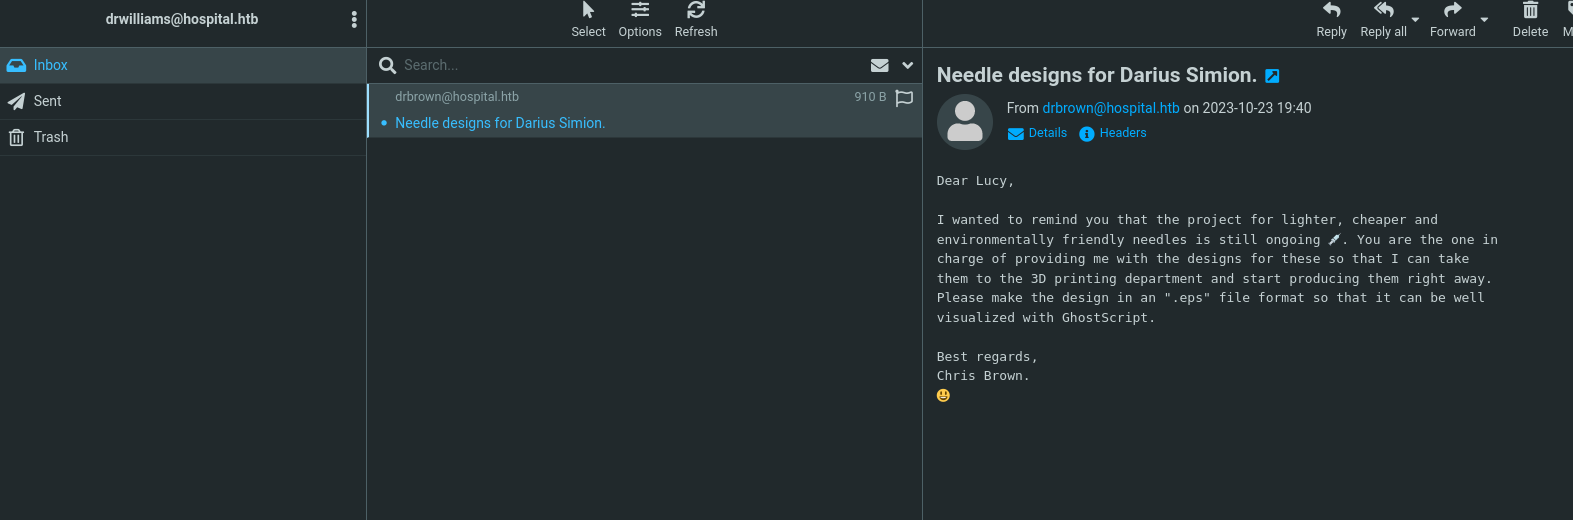 drwilliams@hospital.htb
Inbox
Sent
Trash
Select
Options
Refresh
Search...
drbrown@hospital.htb
910 B
Needle designs for Darius Simion.
Reply
Reply all
Forward
Delete
M
Needle designs for Darius Simion.
From drbrown@hospital.htb on 2023-10-23 19:40
Details
Headers
Dear Lucy,
I wanted to remind you that the project for lighter, cheaper and
environmentally friendly needles is still ongoing 💉. You are the one in
charge of providing me with the designs for these so that I can take
them to the 3D printing department and start producing them right away.
Please make the design in an ".eps" file format so that it can be well
visualized with GhostScript.
Best regards,
Chris Brown.
😃